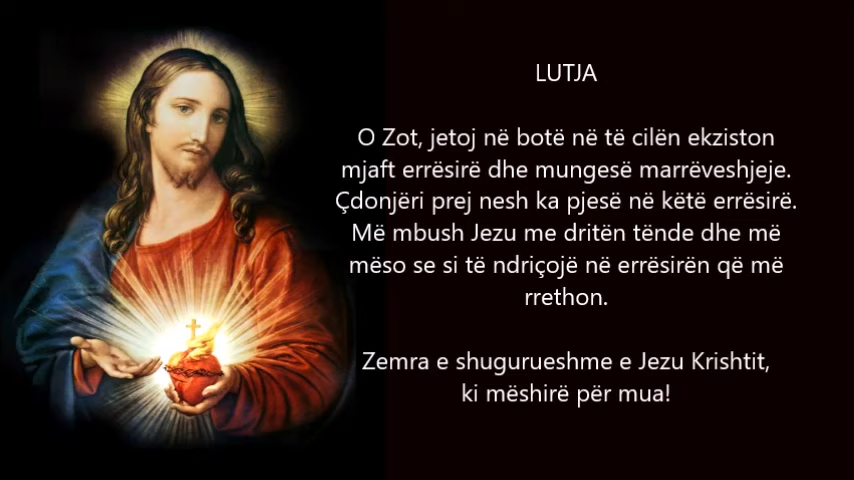 LUTJA
O Zot, jetoj në botë në të cilën ekziston
mjaft errësirë dhe mungesë marrëveshjeje.
Çdonjëri prej nesh ka pjesë në këtë errësirë.
Më mbush Jezu me dritën tënde dhe më
mëso se si të ndriçojë në errësirën që më
rrethon.
Zemra e shugurueshme e Jezu Krishtit,
ki mëshirë për mua!